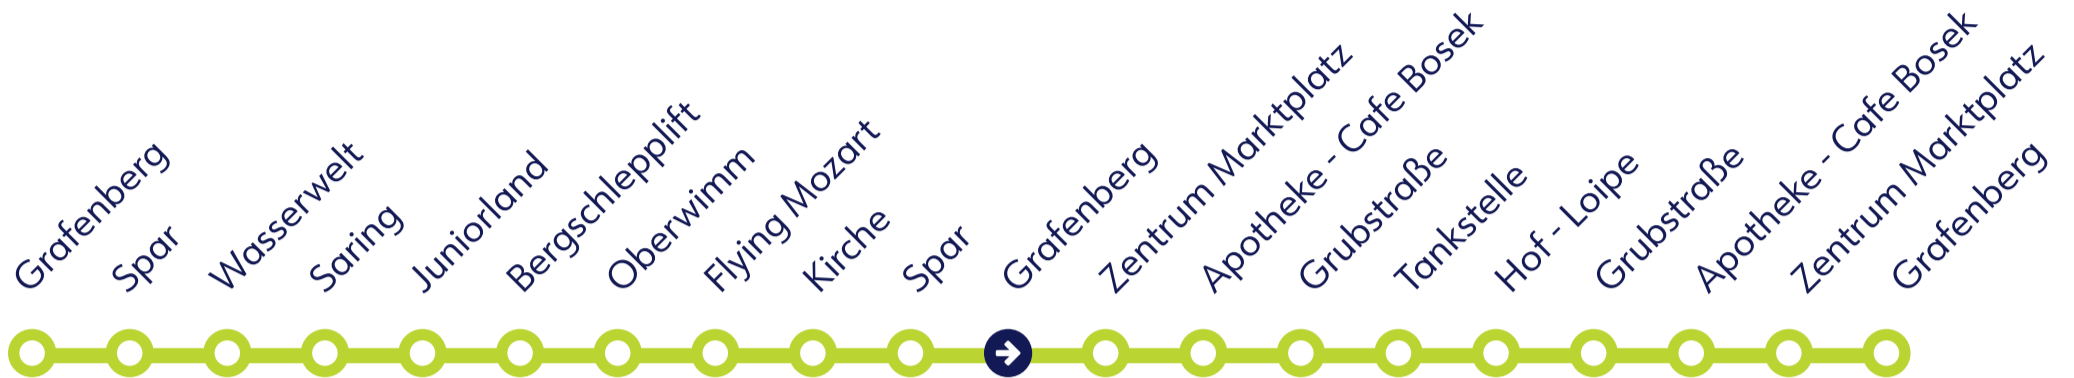 Grafenberg
Spar
Wasserwelt
Saring
Juniorland
Bergschlepplift
Oberwimm
Flying Mozart
Kirche
Spar
Grafenberg
Zentrum Marktplatz
Apotheke - Cafe Bosek
Grubstraße
Tankstelle
Hof - Loipe
Grubstraße
Apotheke - Cafe Bosek
Zentrum Marktplatz
Grafenberg